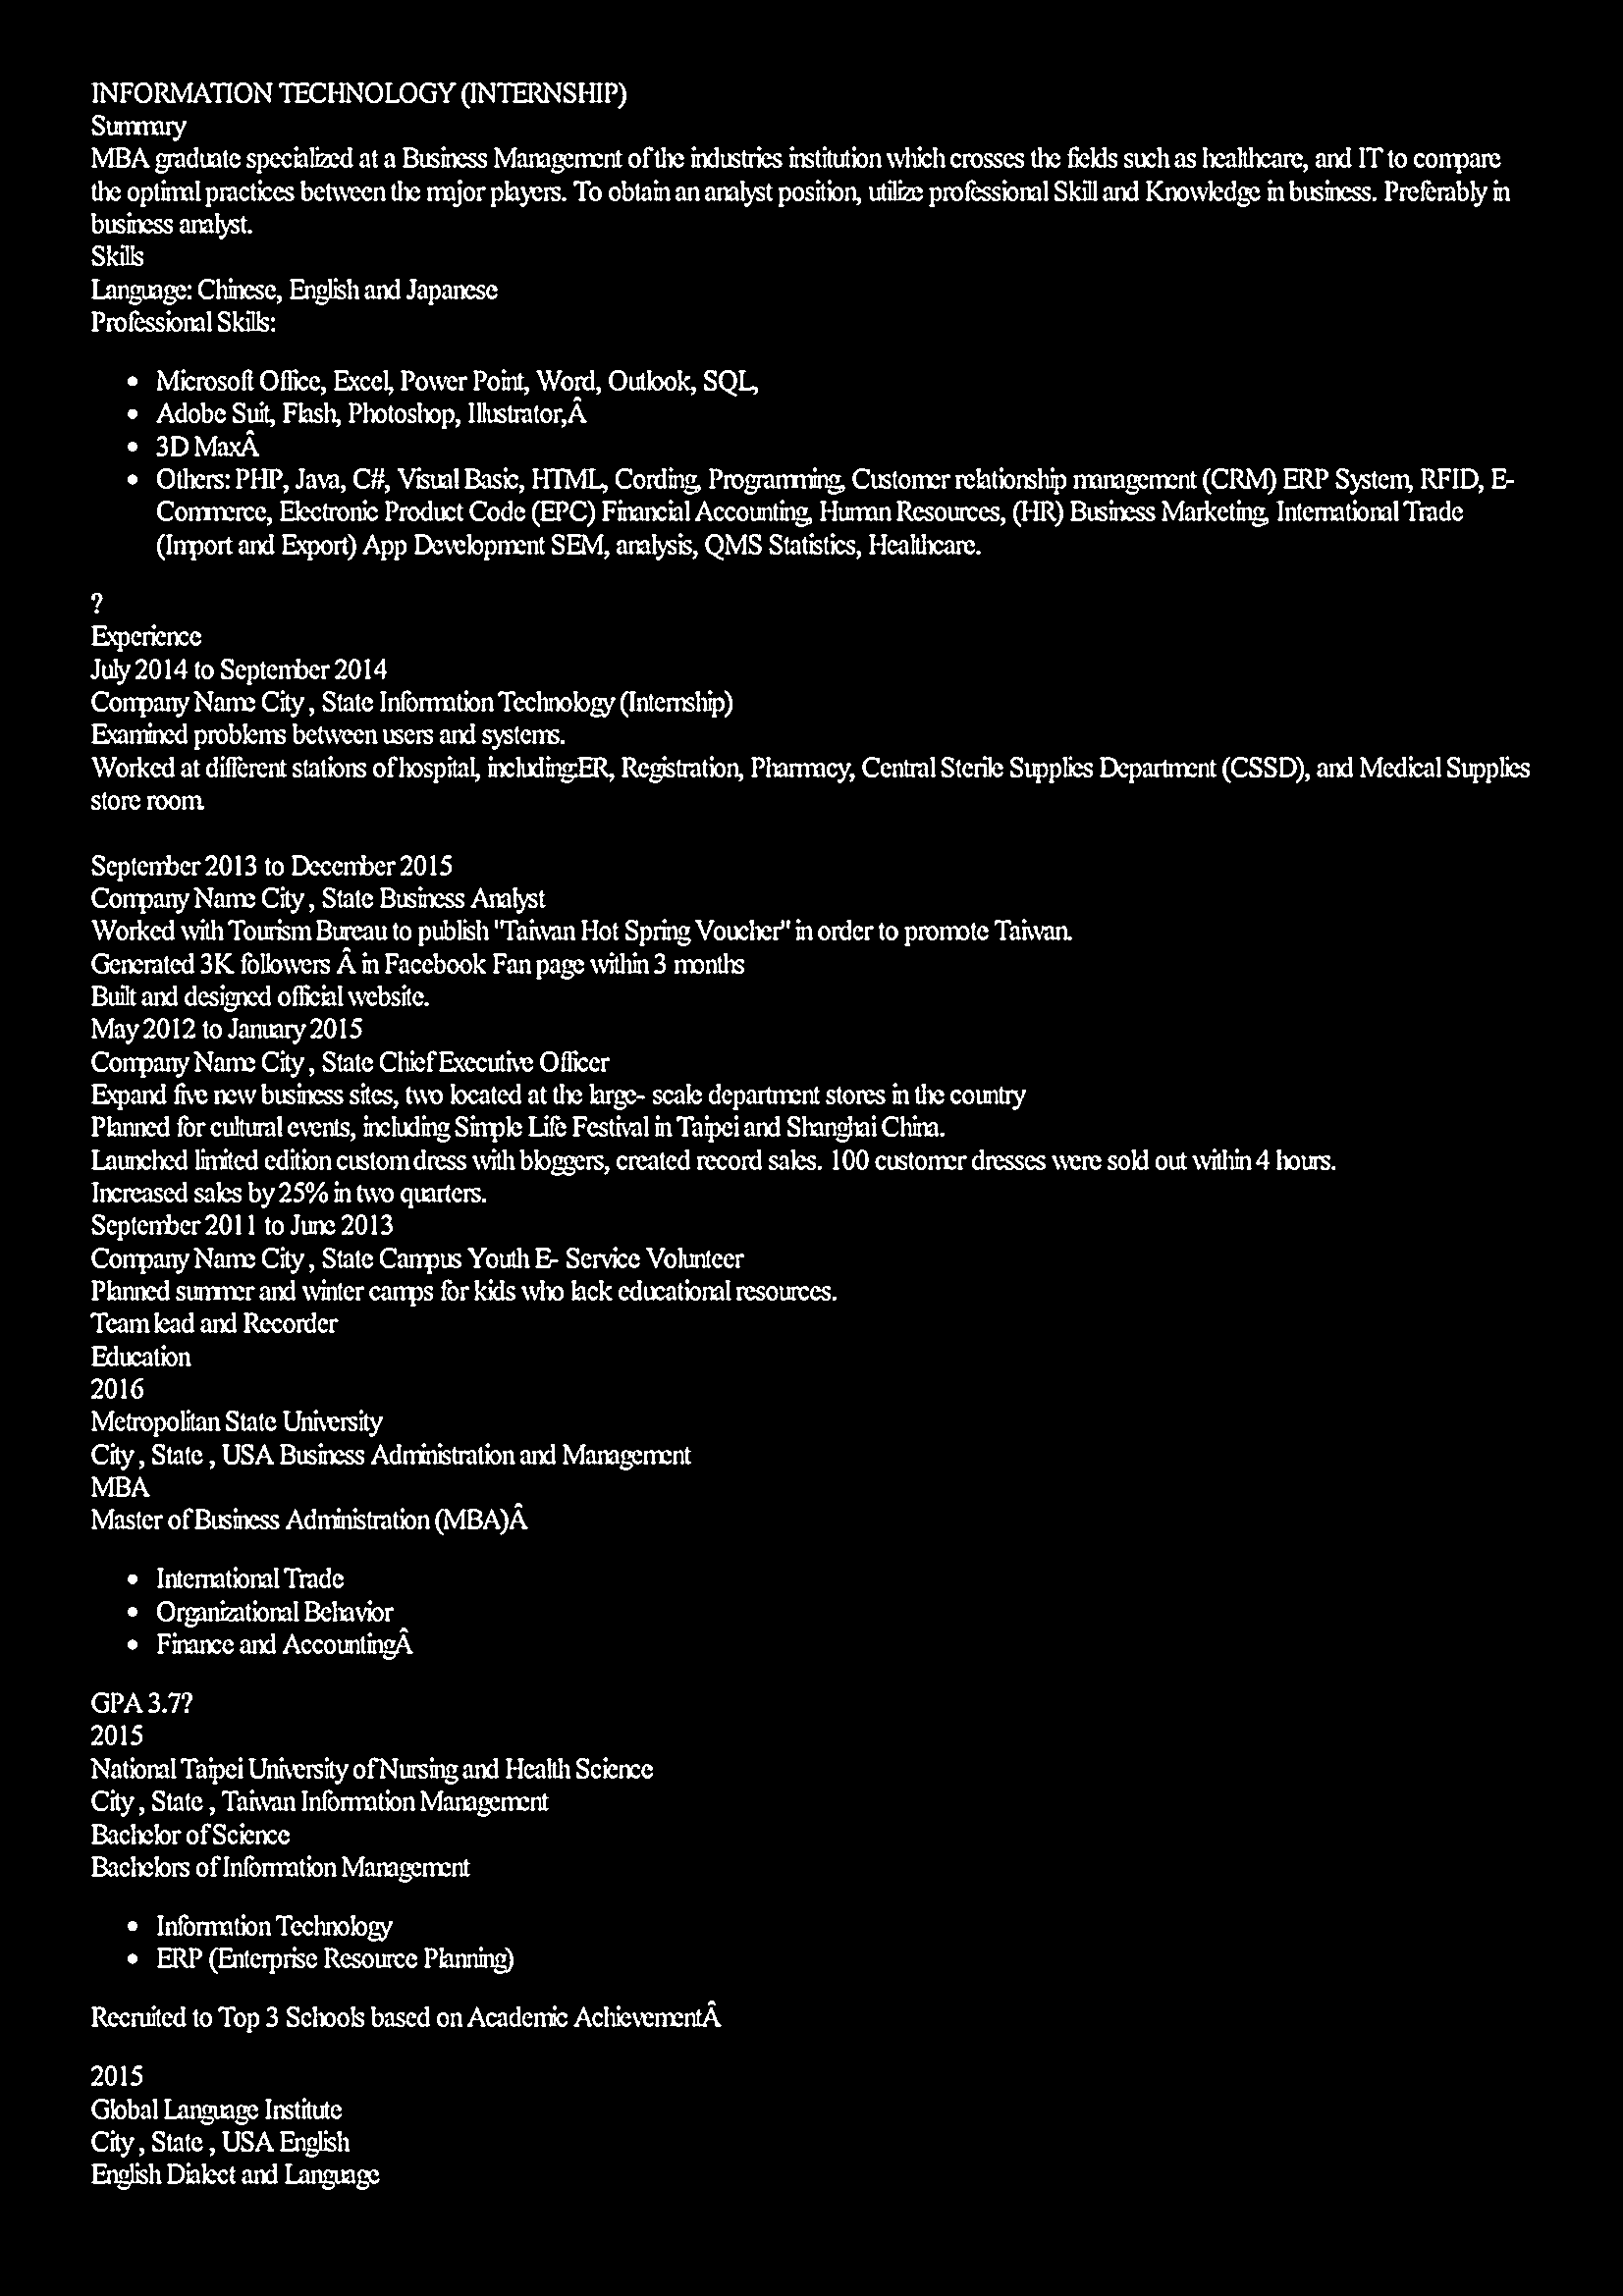 INFORMATION TECHNOLOGY (INTERNSHIP)
Summary
MBA graduate specialized at a Business Management of the industries institution which crosses the fields such as healthcare, and IT to compare
the optimal practices between the major players. To obtain an analyst position, utilize professional Skill and Knowledge in business. Preferably in
business analyst.
Skills
Language: Chinese, English and Japanese
Professional Skills:
• Microsoft Office, Excel, Power Point, Word, Outlook, SQL,
• Adobe Suit, Flash, Photoshop, Illustrator,Â
• 3D MaxÂ
• Others: PHP, Java, C#, Visual Basic, HTML, Cording, Programming, Customer relationship management (CRM) ERP System, RFID, E-
Commerce, Electronic Product Code (EPC) Financial Accounting, Human Resources, (HR) Business Marketing, International Trade
(Import and Export) App Development SEM, analysis, QMS Statistics, Healthcare.
?
Experience
July 2014 to September 2014
Company Name City , State Information Technology (Internship)
Examined problems between users and systems.
Worked at different stations of hospital, including:ER, Registration, Pharmacy, Central Sterile Supplies Department (CSSD), and Medical Supplies
store room.
September 2013 to December 2015
Company Name City , State Business Analyst
Worked with Tourism Bureau to publish "Taiwan Hot Spring Voucher" in order to promote Taiwan.
Generated 3K followers Â in Facebook Fan page within 3 months
Built and designed official website.
May 2012 to January 2015
Company Name City , State Chief Executive Officer
Expand five new business sites, two located at the large- scale department stores in the country
Planned for cultural events, including Simple Life Festival in Taipei and Shanghai China.
Launched limited edition custom dress with bloggers, created record sales. 100 customer dresses were sold out within 4 hours.
Increased sales by 25% in two quarters.
September 2011 to June 2013
Company Name City , State Campus Youth E- Service Volunteer
Planned summer and winter camps for kids who lack educational resources.
Team lead and Recorder
Education
2016
Metropolitan State University
City , State , USA Business Administration and Management
MBA
Master of Business Administration (MBA)Â
• International Trade
• Organizational Behavior
• Finance and AccountingÂ
GPA 3.7?
2015
National Taipei University of Nursing and Health Science
City , State , Taiwan Information Management
Bachelor of Science
Bachelors of Information Management
• Information Technology
• ERP (Enterprise Resource Planning)
Recruited to Top 3 Schools based on Academic AchievementÂ
2015
Global Language Institute
City , State , USA English
English Dialect and Language